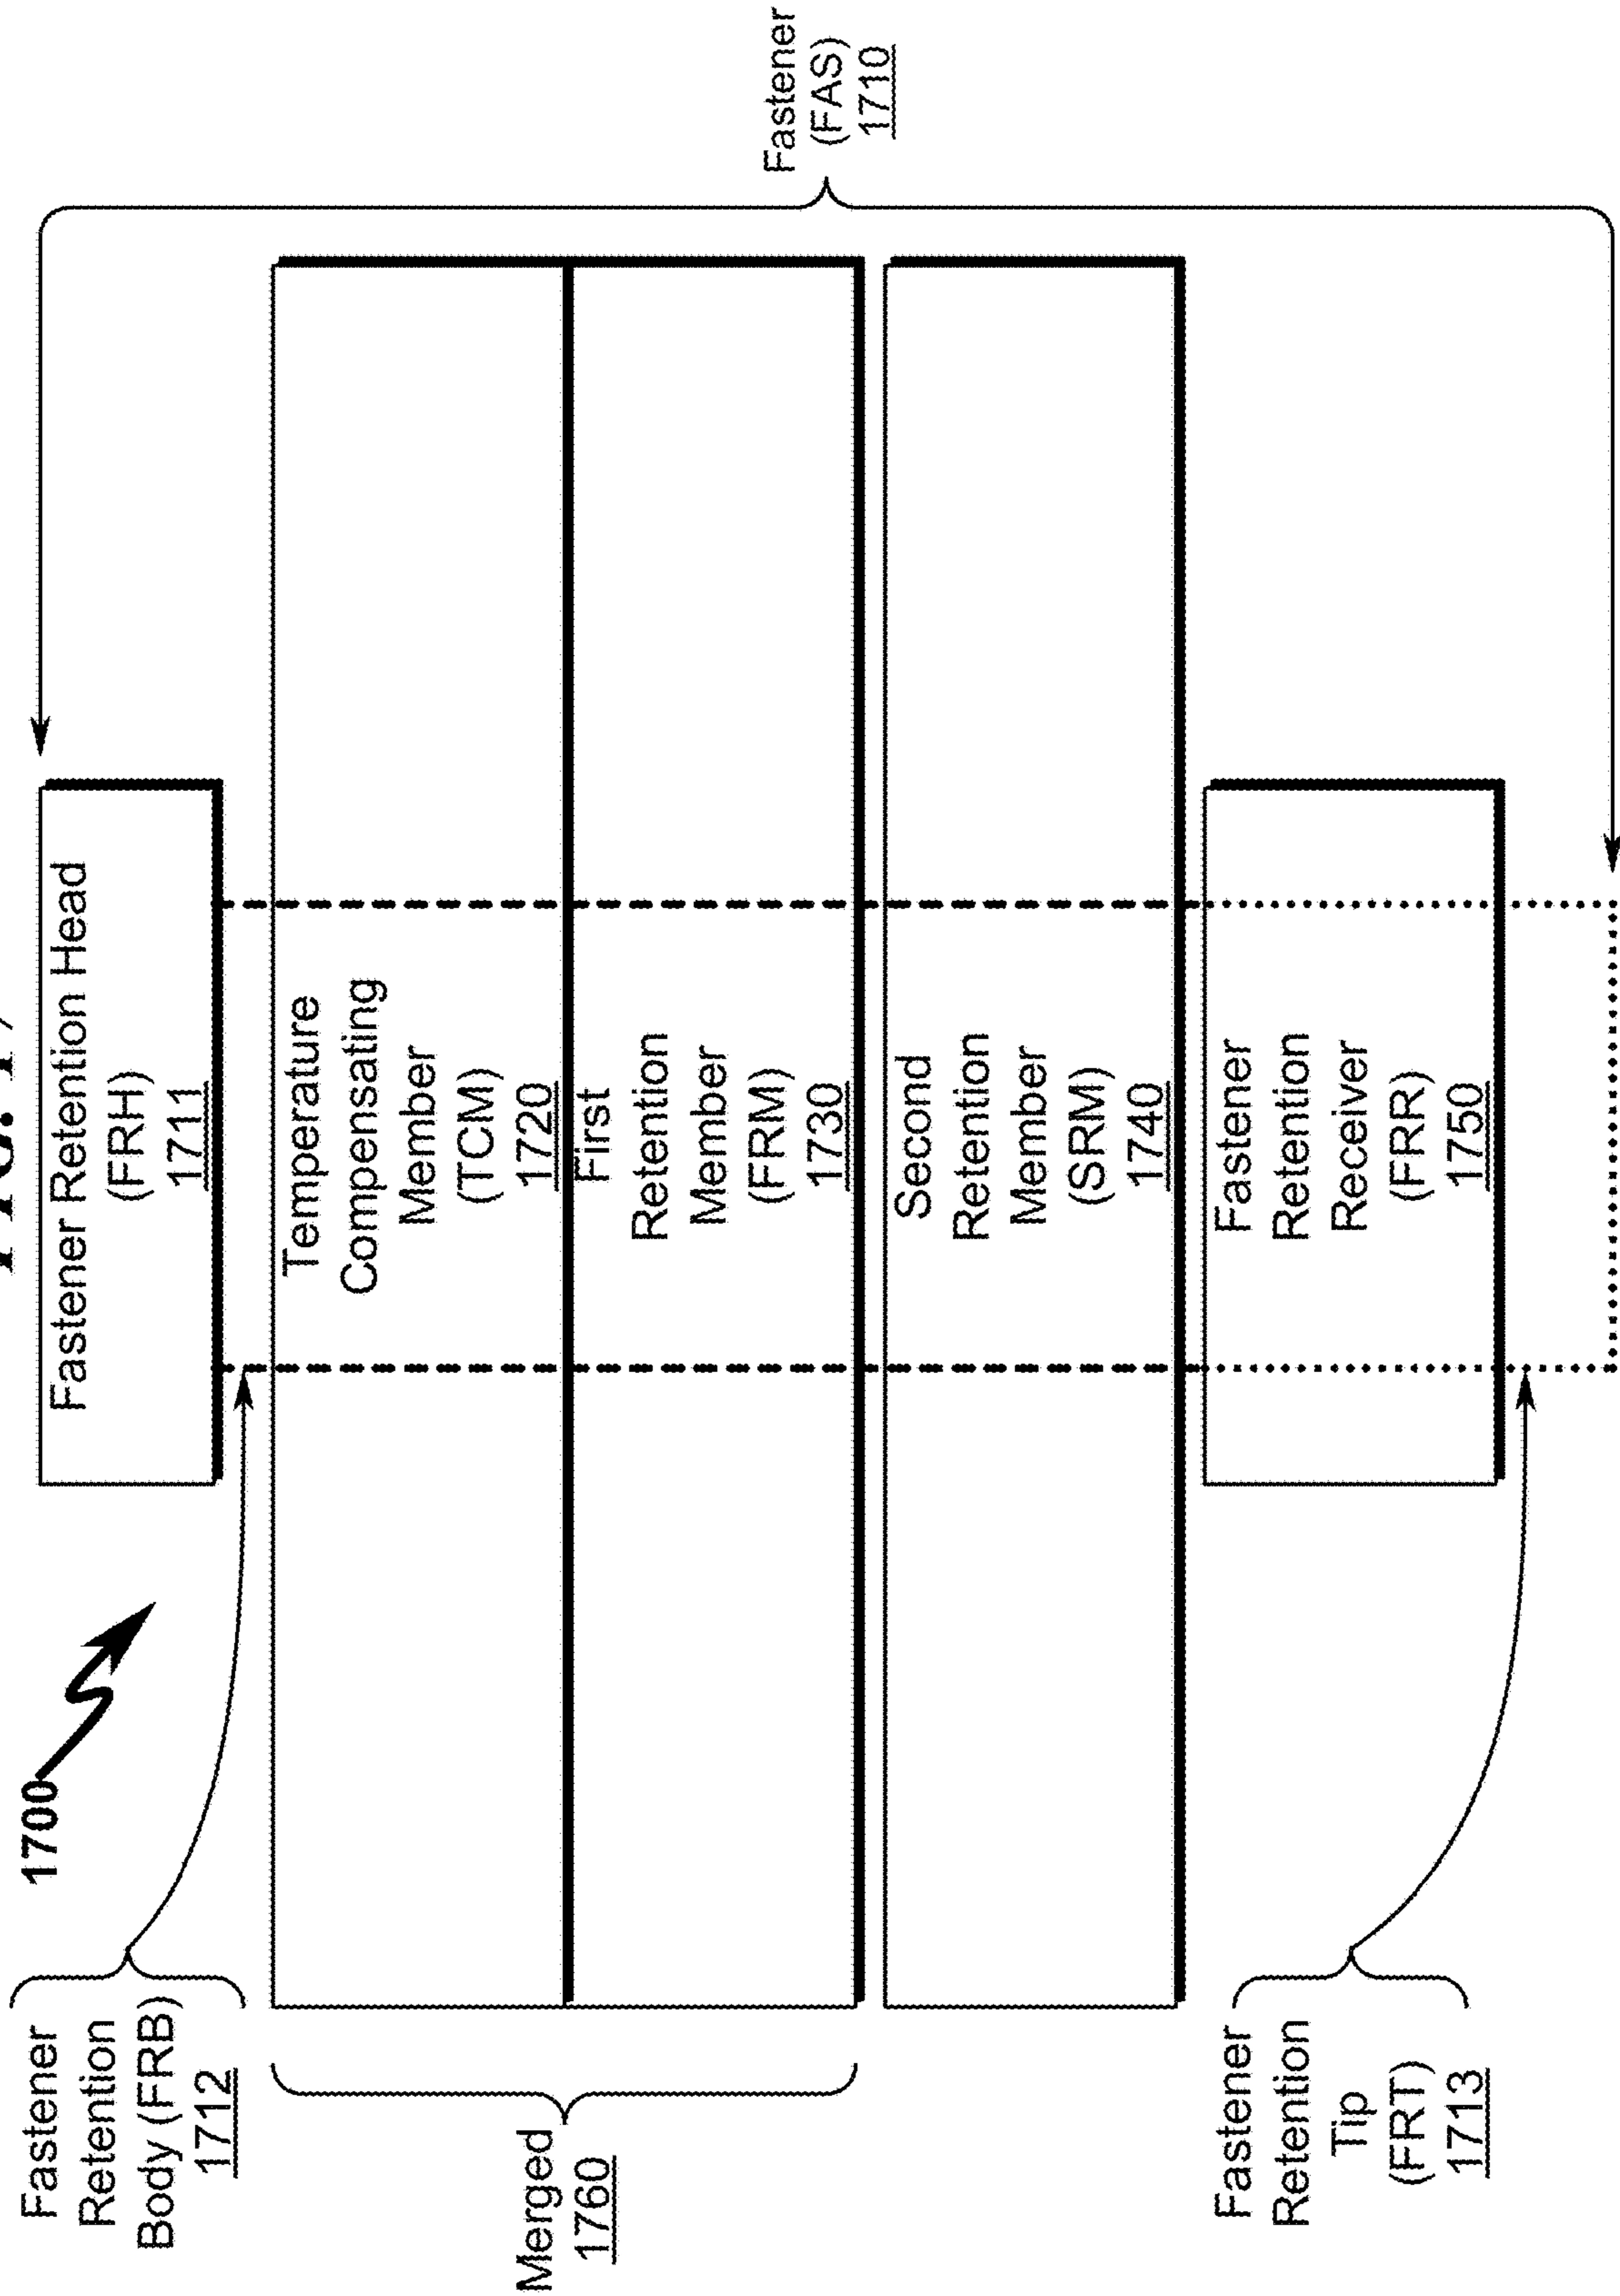 FIG. 17
1700
Fastener
Retention
Body (FRB)
1712
Fastener Retention Head
(FRH)
1711
Temperature
Compensating
Member
(TCM)
1720
Merged
1760
First
Retention
Member
(FRM)
1730
Fastener
(FAS)
1710
Second
Retention
Member
(SRM)
1740
Fastener
Retention
Receiver
(FRR)
1750
Fastener
Retention
Tip
(FRT)
1713